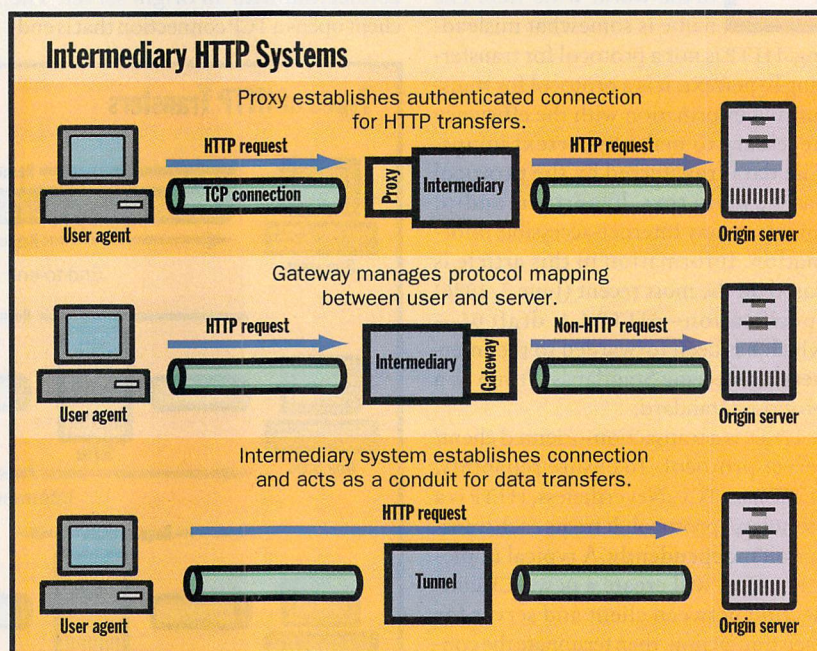 Intermediary HTTP Systems
Proxy establishes authenticated connection
for HTTP transfers.
HTTP request
HTTP request
TCP connection
Proxy
Intermediary
User agent
Origin server
Gateway manages protocol mapping
between user and server.
HTTP request
Non-HTTP request
Intermediary
Gateway
User agent
Origin server
Intermediary system establishes connection
and acts as a conduit for data transfers.
HTTP request
Tunnel
User agent
Origin server